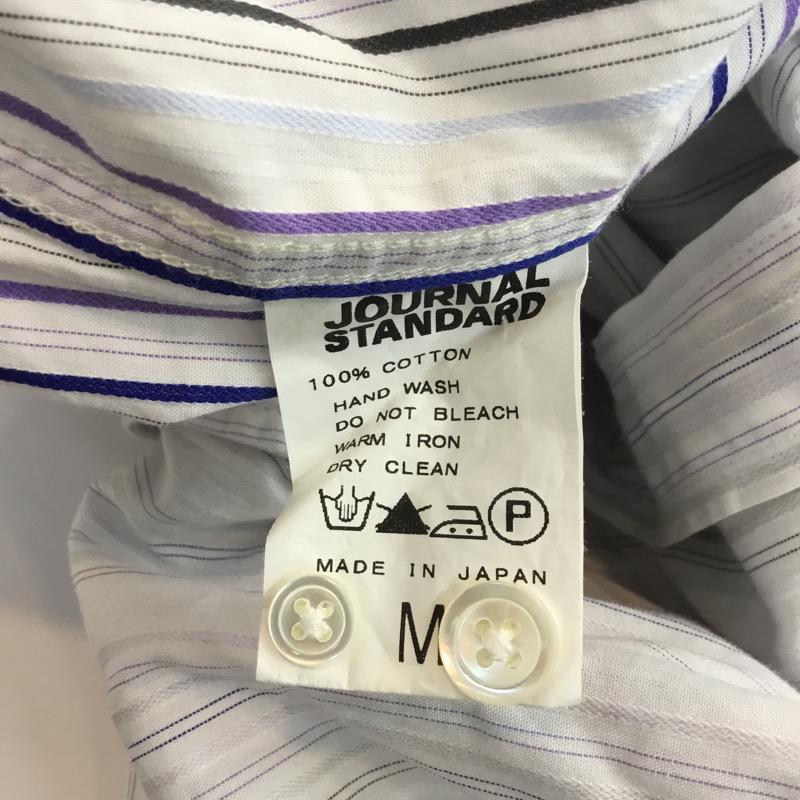 JOURNAL
STANDARD
100% COTTON
HAND WASH
DO NOT BLEACH
WARM IRON
DRY CLEAN
P
MADE IN JAPAN
M